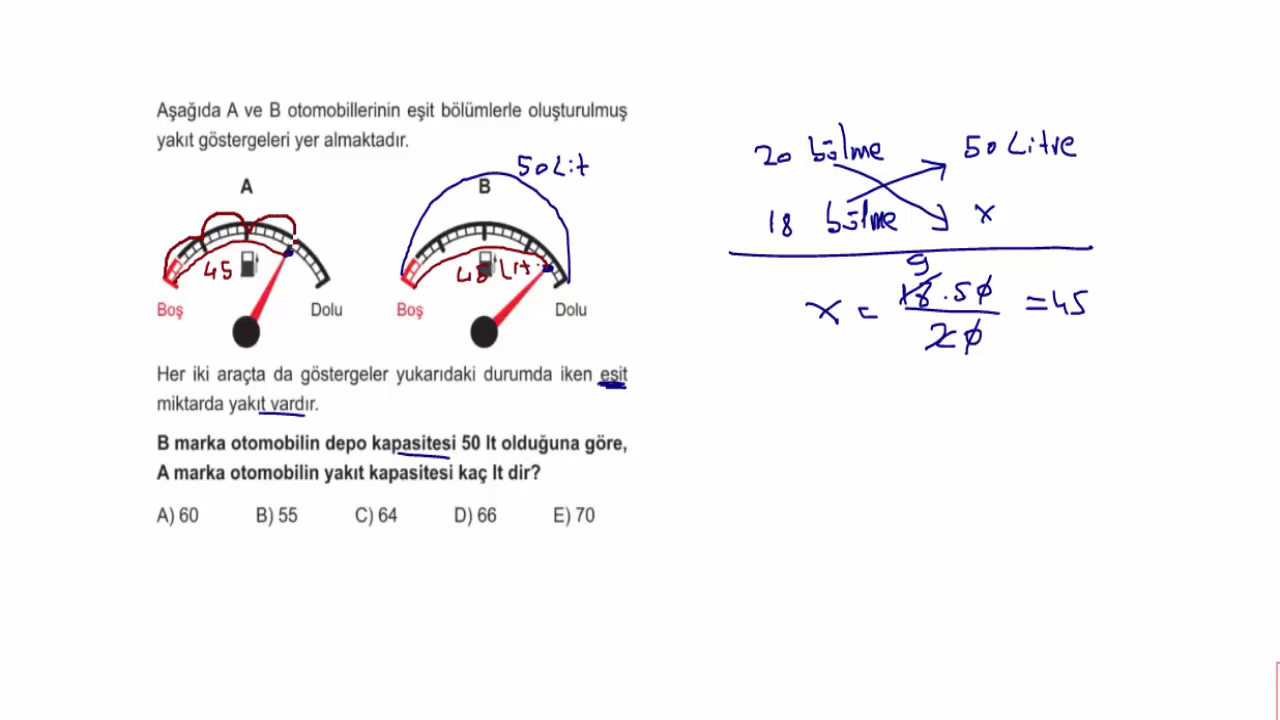 Aşağıda A ve B otomobillerinin eşit bölümlerle oluşturulmuş
yakıt göstergeleri yer almaktadır.
50 Lit
A
B
45
45 Lit.
Boş
Dolu
Boş
Dolu
Her iki araçta da göstergeler yukarıdaki durumda iken eşit
miktarda yakıt vardır.
B marka otomobilin depo kapasitesi 50 lt olduğuna göre,
A marka otomobilin yakıt kapasitesi kaç lt dir?
A) 60 B) 55 C) 64 D) 66 E) 70
20 bölme 50 Litre
18 bölme x
9
x = 18 . 50 / 20 = 45